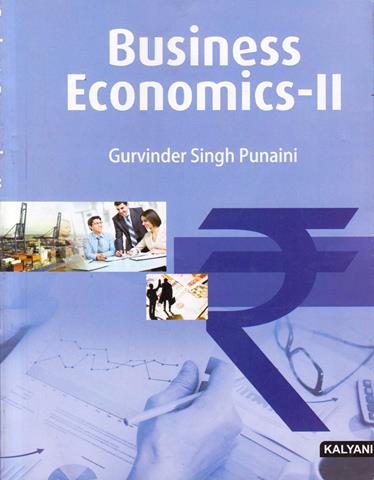 Business
Economics-II
Gurvinder Singh Punaini
₹
KALYANI